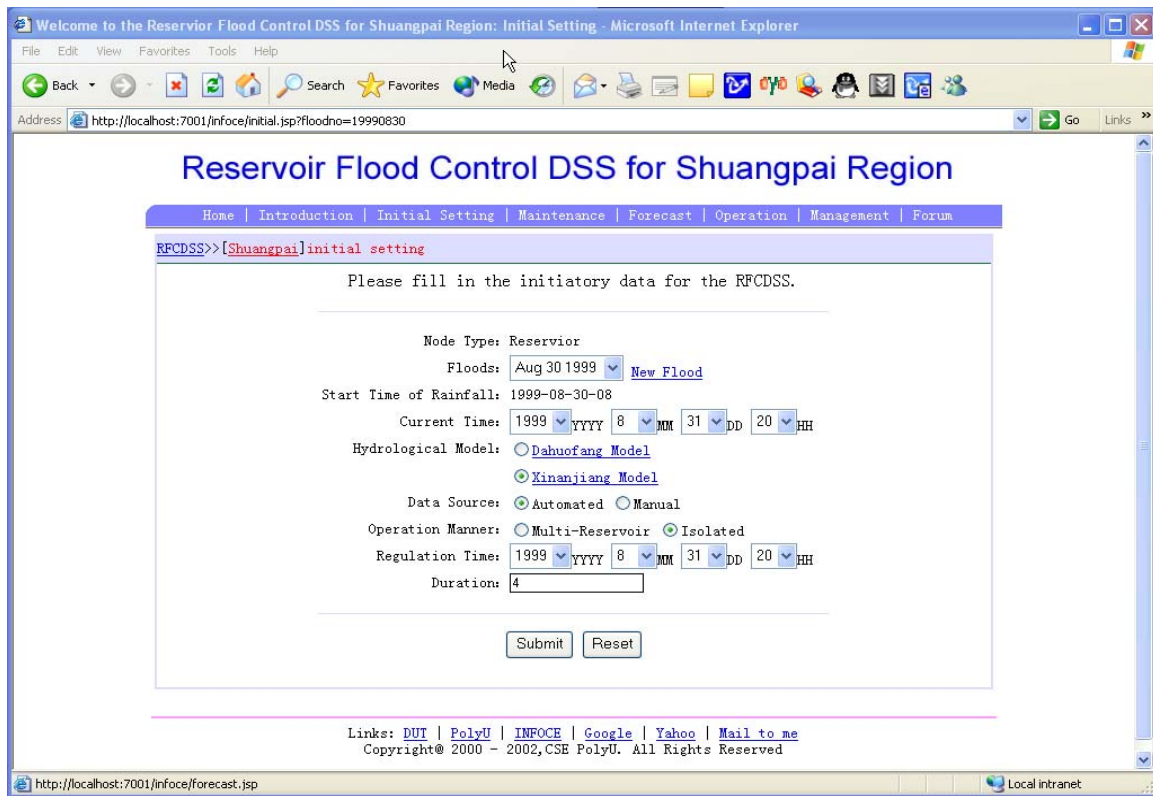 Welcome to the Reservior Flood Control DSS for Shuangpai Region: Initial Setting - Microsoft Internet Explorer
File Edit View Favorites Tools Help
Back Search Favorites Media
Address http://localhost:7001/infoce/initial.jsp?floodno=19990830 Go Links »
Reservoir Flood Control DSS for Shuangpai Region
Home | Introduction | Initial Setting | Maintenance | Forecast | Operation | Management | Forum
RFCDSS>>[Shuangpai]initial setting
Please fill in the initiatory data for the RFCDSS.
Node Type: Reservior
Floods: Aug 30 1999 New Flood
Start Time of Rainfall: 1999-08-30-08
Current Time: 1999 YYYY 8 MM 31 DD 20 HH
Hydrological Model: Dahuofang Model
Xinanjiang Model
Data Source: Automated Manual
Operation Manner: Multi-Reservoir Isolated
Regulation Time: 1999 YYYY 8 MM 31 DD 20 HH
Duration: 4
Submit Reset
Links: DUT | PolyU | INFOCE | Google | Yahoo | Mail to me
Copyright@ 2000 - 2002,CSE PolyU. All Rights Reserved
http://localhost:7001/infoce/forecast.jsp Local intranet